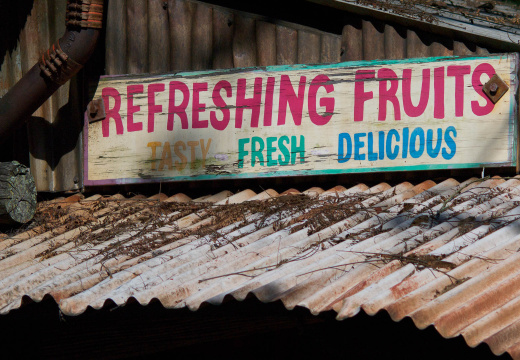 REFRESHING FRUITS
TASTY FRESH DELICIOUS